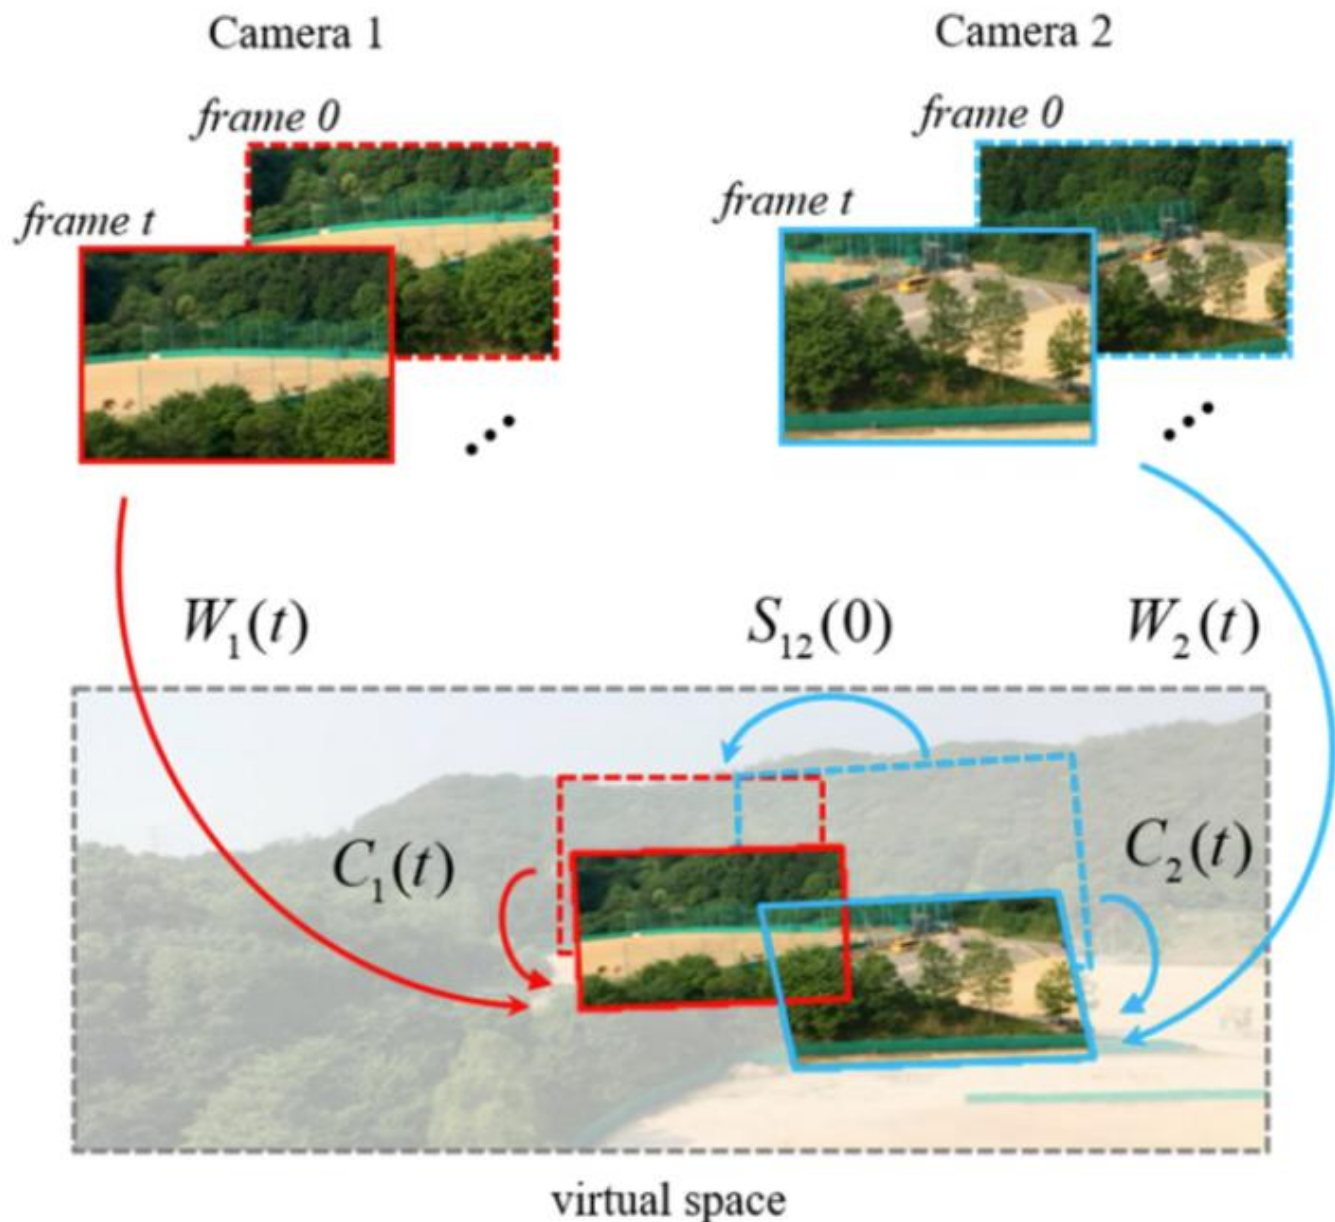 Camera 1
Camera 2
frame 0
frame 0
frame t
frame t
W₁(t)
S₁₂(0)
W₂(t)
C₁(t)
C₂(t)
virtual space